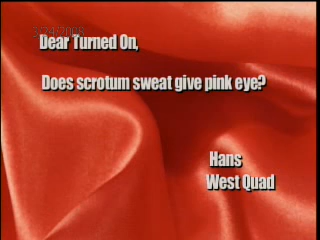 Dear Turned On,
Does scrotum sweat give pink eye?
Hans
West Quad